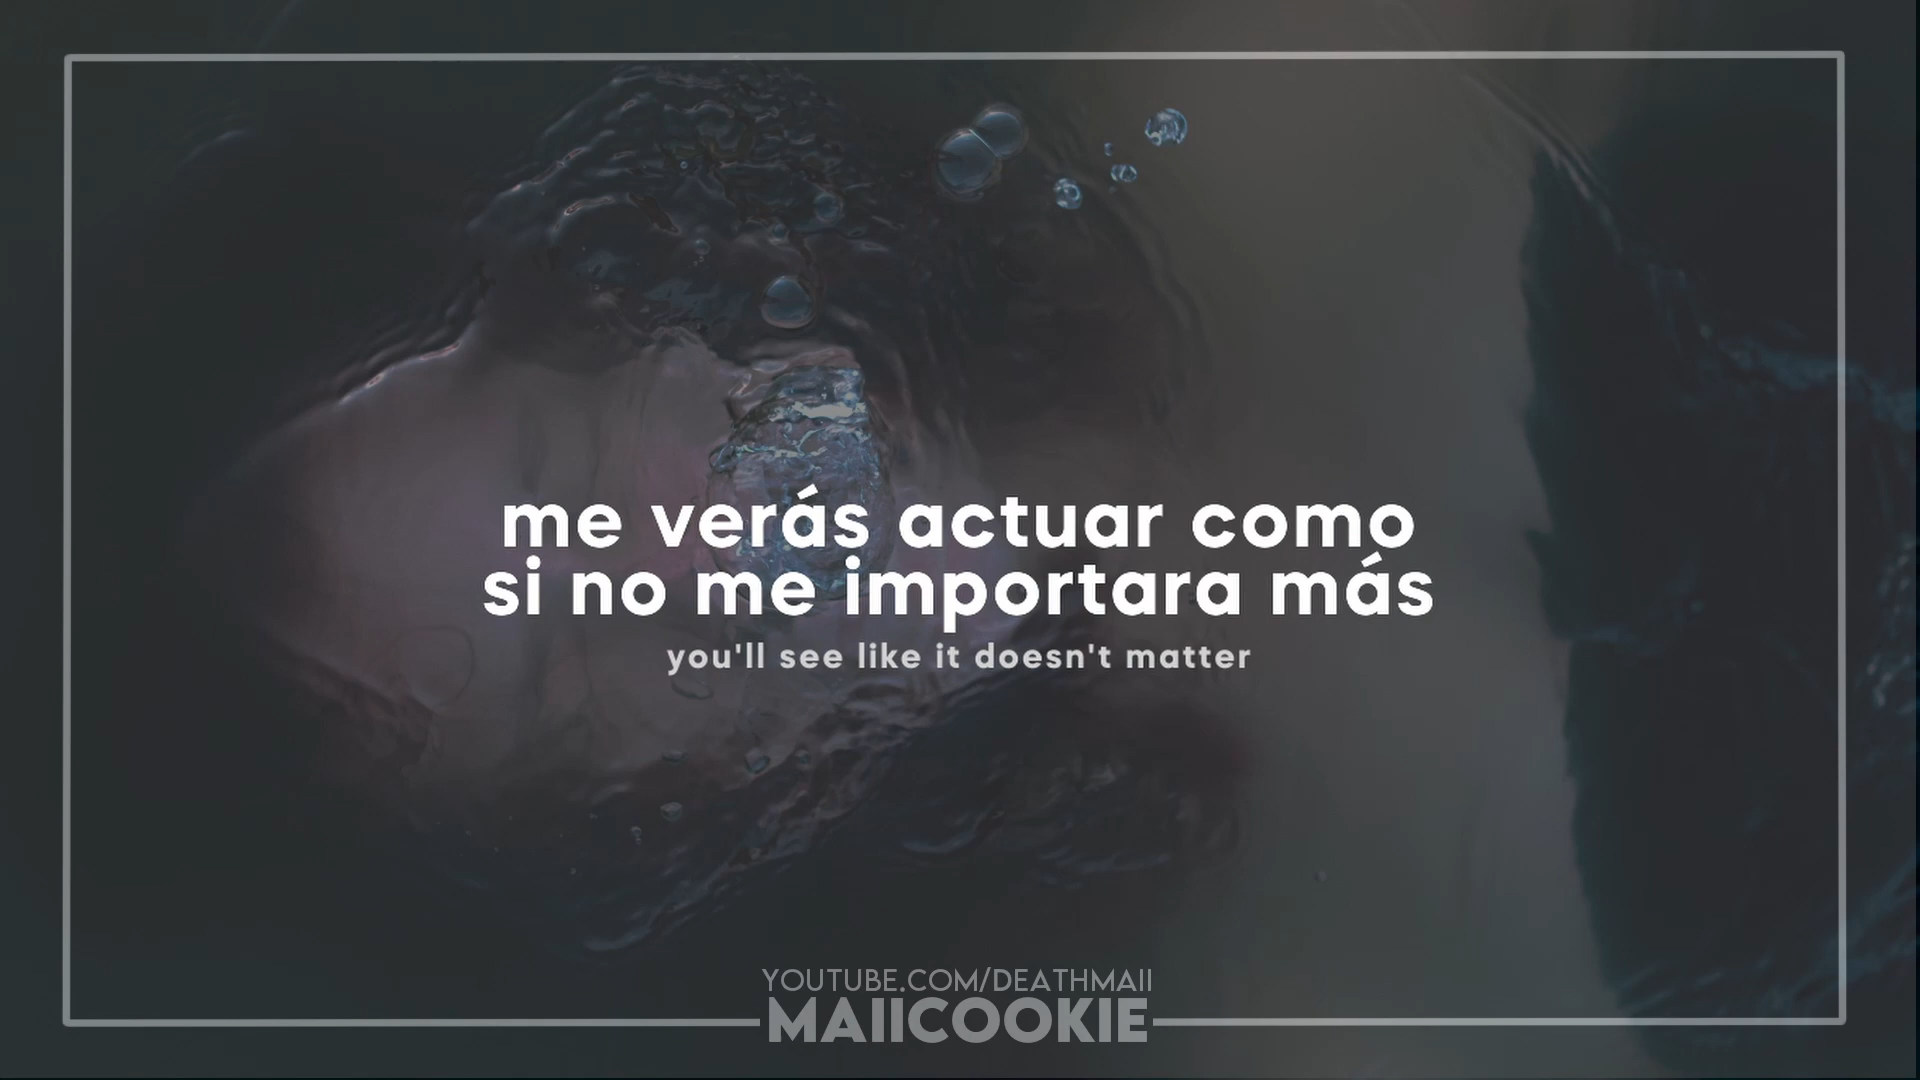 me verás actuar como
si no me importara más
you'll see like it doesn't matter
YOUTUBE.COM/DEATHMAII
MAIICOOKIE